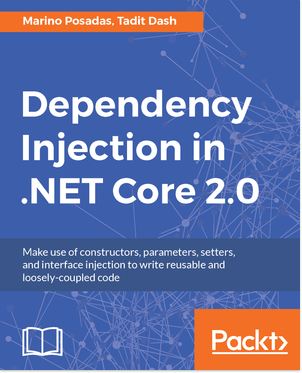 Marino Posadas, Tadit Dash
Dependency
Injection in
.NET Core 2.0
Make use of constructors, parameters, setters,
and interface injection to write reusable and
loosely-coupled code
Packt>